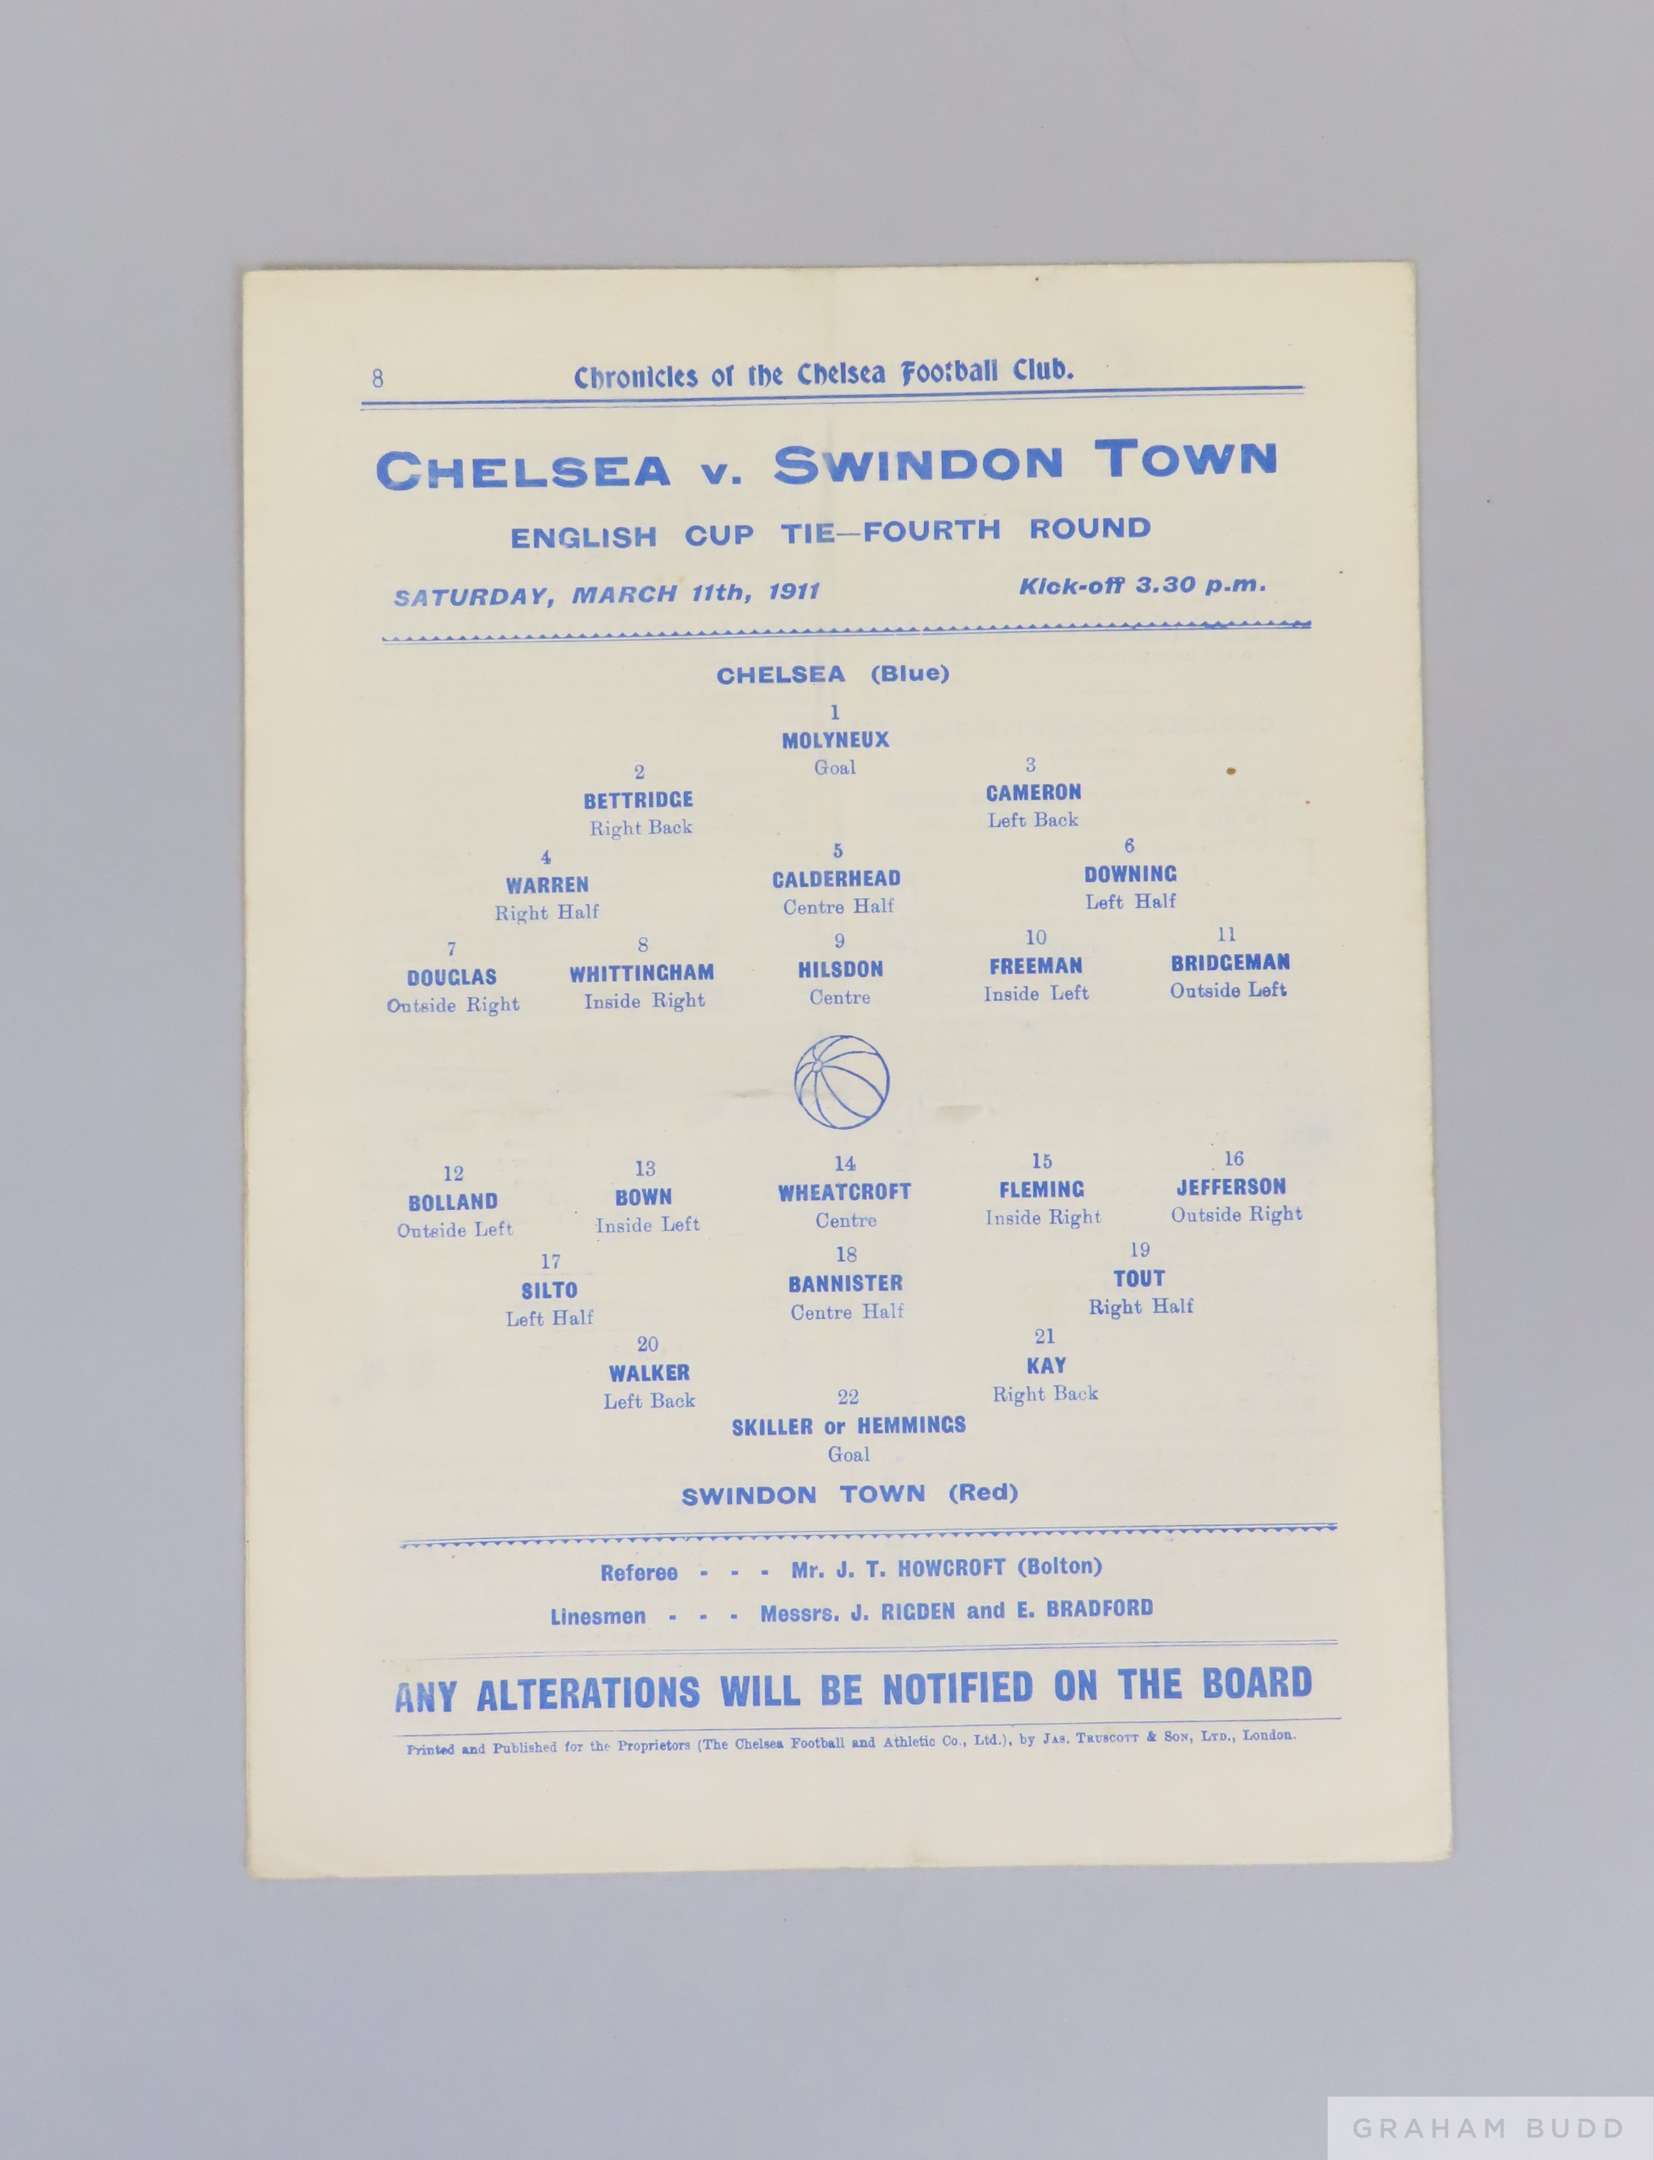 8 Chronicles of the Chelsea Football Club.
CHELSEA v. SWINDON TOWN
ENGLISH CUP TIE—FOURTH ROUND
SATURDAY, MARCH 11th, 1911 Kick-off 3.30 p.m.
CHELSEA (Blue)
1
MOLYNEUX
Goal
2 3
BETTRIDGE CAMERON
Right Back Left Back
4 5 6
WARREN CALDERHEAD DOWNING
Right Half Centre Half Left Half
7 8 9 10 11
DOUGLAS WHITTINGHAM HILSDON FREEMAN BRIDGEMAN
Outside Right Inside Right Centre Inside Left Outside Left
12 13 14 15 16
BOLLAND BOWN WHEATCROFT FLEMING JEFFERSON
Outside Left Inside Left Centre Inside Right Outside Right
17 18 19
SILTO BANNISTER TOUT
Left Half Centre Half Right Half
20 21
WALKER KAY
Left Back Right Back
22
SKILLER or HEMMINGS
Goal
SWINDON TOWN (Red)
Referee - - - Mr. J. T. HOWCROFT (Bolton)
Linesmen - - - Messrs. J. RIGDEN and E. BRADFORD
ANY ALTERATIONS WILL BE NOTIFIED ON THE BOARD
Printed and Published for the Proprietors (The Chelsea Football and Athletic Co., Ltd.), by JAS. TRUSCOTT & SON, LTD., London.
GRAHAM BUDD